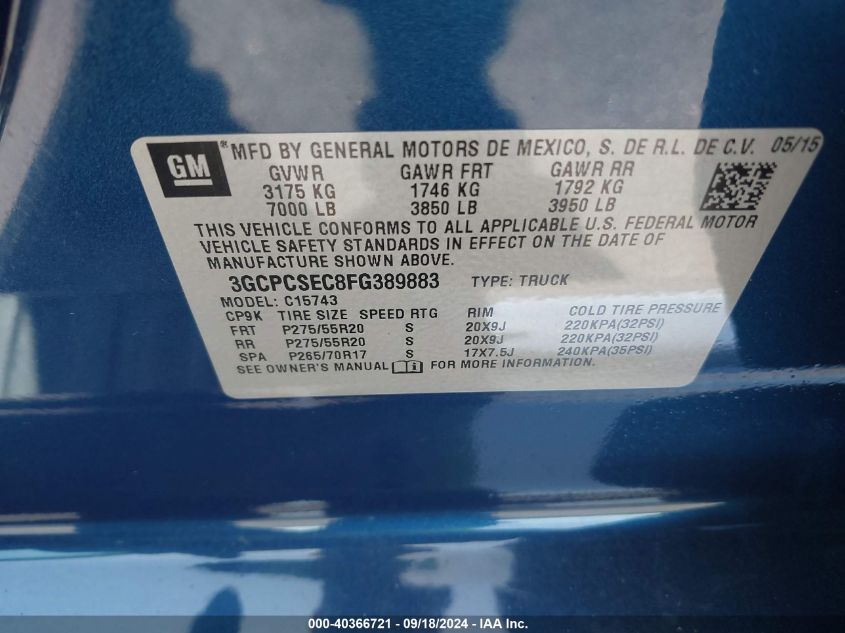 GM ® MFD BY GENERAL MOTORS DE MEXICO, S. DE R.L. DE C.V. 05/15
GVWR GAWR FRT GAWR RR
3175 KG 1746 KG 1792 KG
7000 LB 3850 LB 3950 LB
THIS VEHICLE CONFORMS TO ALL APPLICABLE U.S. FEDERAL MOTOR
VEHICLE SAFETY STANDARDS IN EFFECT ON THE DATE OF
MANUFACTURE SHOWN ABOVE.
3GCPCSEC8FG389883 TYPE: TRUCK
MODEL: C15743
CP9K TIRE SIZE SPEED RTG RIM COLD TIRE PRESSURE
FRT P275/55R20 S 20X9J 220KPA(32PSI)
RR P275/55R20 S 20X9J 220KPA(32PSI)
SPA P265/70R17 S 17X7.5J 240KPA(35PSI)
SEE OWNER'S MANUAL FOR MORE INFORMATION.
000-40366721 - 09/18/2024 - IAA Inc.